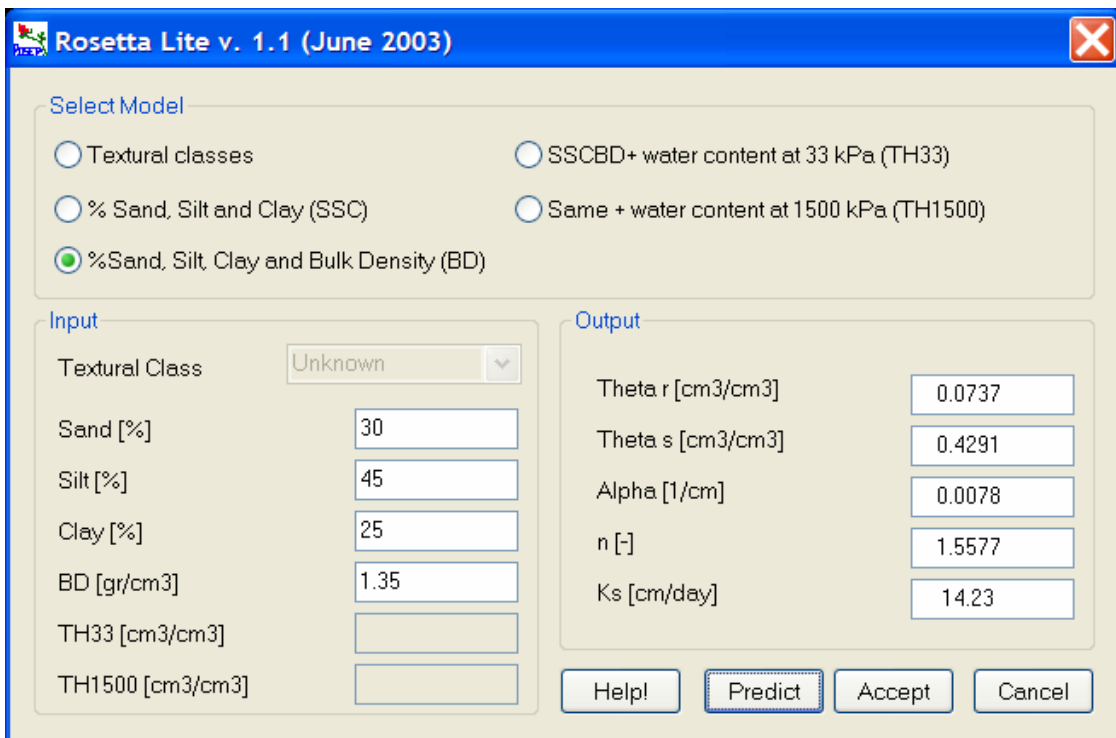 Rosetta Lite v. 1.1 (June 2003)
Select Model
Textural classes
SSCBD+ water content at 33 kPa (TH33)
% Sand, Silt and Clay (SSC)
Same + water content at 1500 kPa (TH1500)
%Sand, Silt, Clay and Bulk Density (BD)
Input
Textural Class Unknown
Sand [%] 30
Silt [%] 45
Clay [%] 25
BD [gr/cm3] 1.35
TH33 [cm3/cm3]
TH1500 [cm3/cm3]
Output
Theta r [cm3/cm3] 0.0737
Theta s [cm3/cm3] 0.4291
Alpha [1/cm] 0.0078
n [-] 1.5577
Ks [cm/day] 14.23
Help! Predict Accept Cancel